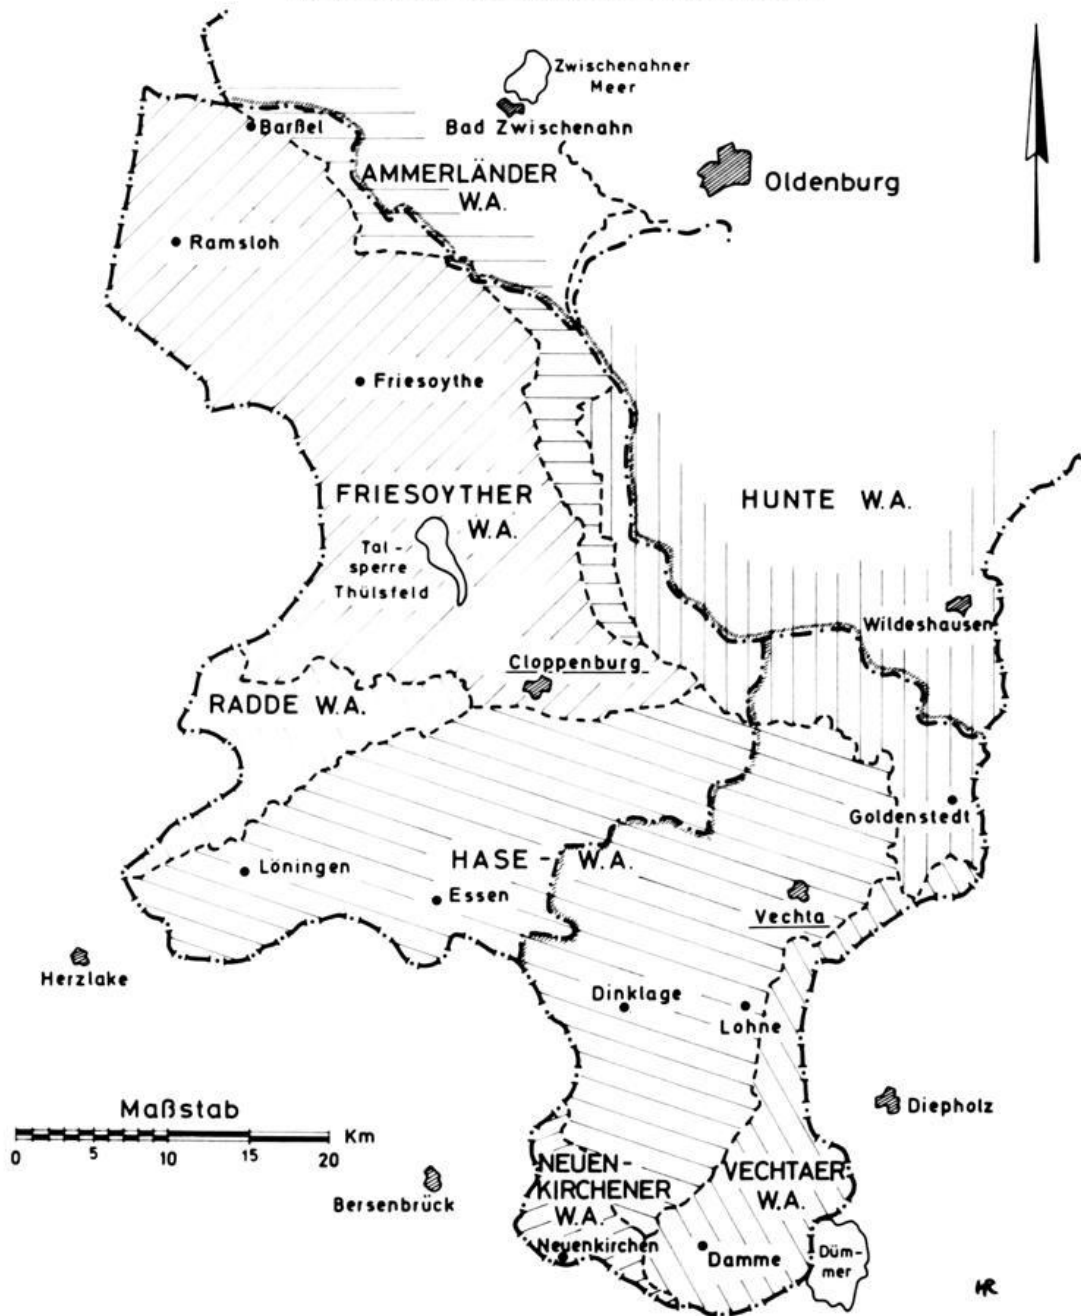 Zwischenahner
Meer
Bad Zwischenahn
Barßel
AMMERLÄNDER
W.A.
Oldenburg
Ramsloh
Friesoythe
FRIESOYTHER
W.A.
HUNTE W.A.
Tal-
sperre
Thülsfeld
Wildeshausen
Cloppenburg
RADDE W.A.
Goldenstedt
HASE - W.A.
Löningen
Essen
Vechta
Herzlake
Dinklage
Lohne
Diepholz
Maßstab
Km
0 5 10 15 20
Bersenbrück
NEUEN-
KIRCHENER
W.A.
VECHTAER
W.A.
Neuenkirchen
Damme
Düm-
mer
HR